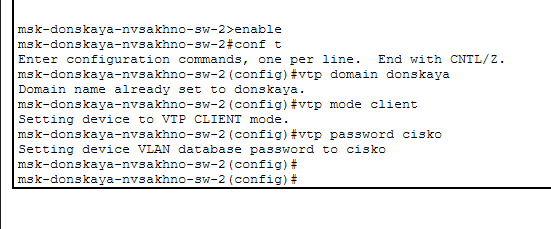 msk-donskaya-nvsakhno-sw-2>enable
msk-donskaya-nvsakhno-sw-2#conf t
Enter configuration commands, one per line.  End with CNTL/Z.
msk-donskaya-nvsakhno-sw-2(config)#vtp domain donskaya
Domain name already set to donskaya.
msk-donskaya-nvsakhno-sw-2(config)#vtp mode client
Setting device to VTP CLIENT mode.
msk-donskaya-nvsakhno-sw-2(config)#vtp password cisko
Setting device VLAN database password to cisko
msk-donskaya-nvsakhno-sw-2(config)#
msk-donskaya-nvsakhno-sw-2(config)#